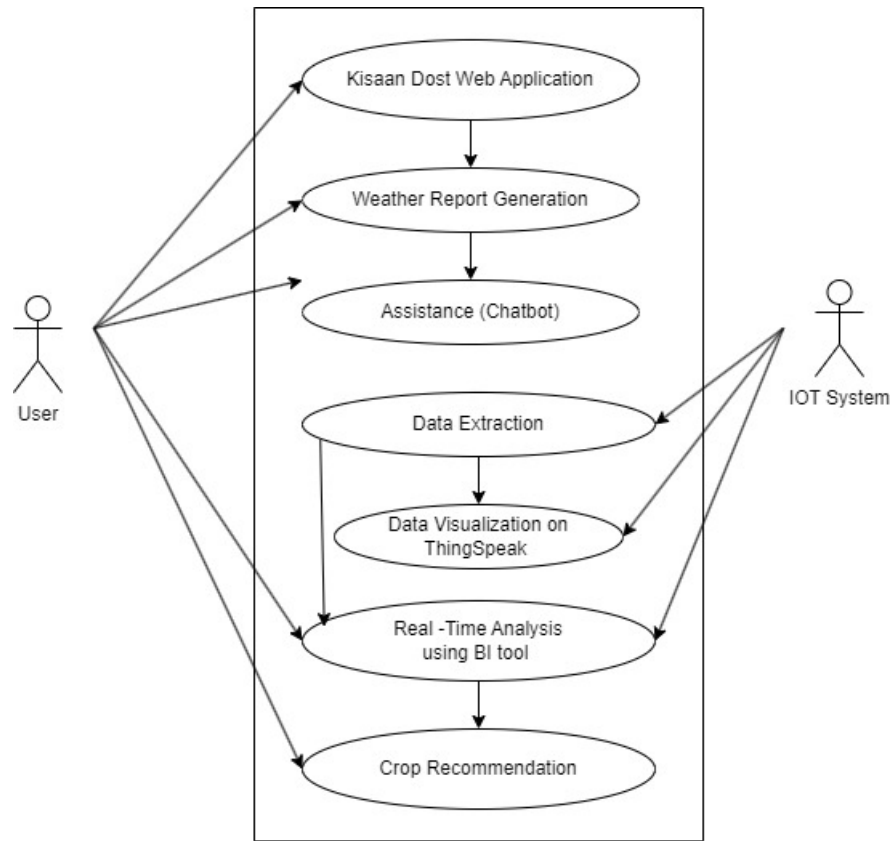 Kisaan Dost Web Application
Weather Report Generation
Assistance (Chatbot)
User
IOT System
Data Extraction
Data Visualization on
ThingSpeak
Real -Time Analysis
using BI tool
Crop Recommendation